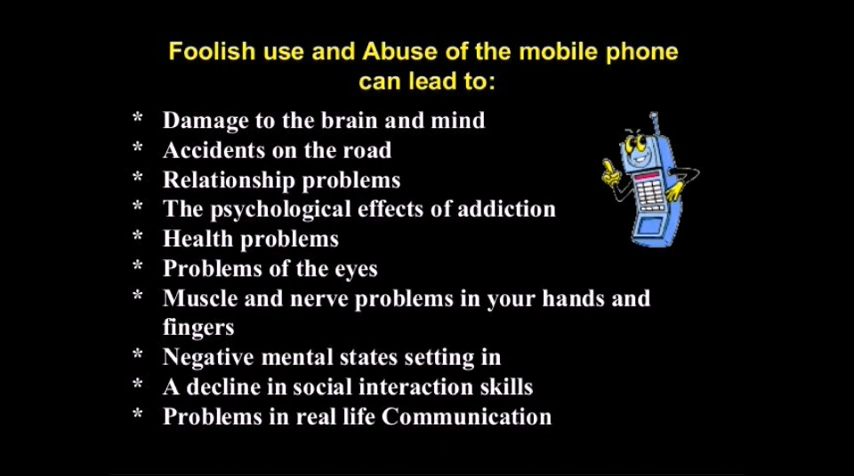 Foolish use and Abuse of the mobile phone
can lead to:
* Damage to the brain and mind
* Accidents on the road
* Relationship problems
* The psychological effects of addiction
* Health problems
* Problems of the eyes
* Muscle and nerve problems in your hands and
fingers
* Negative mental states setting in
* A decline in social interaction skills
* Problems in real life Communication